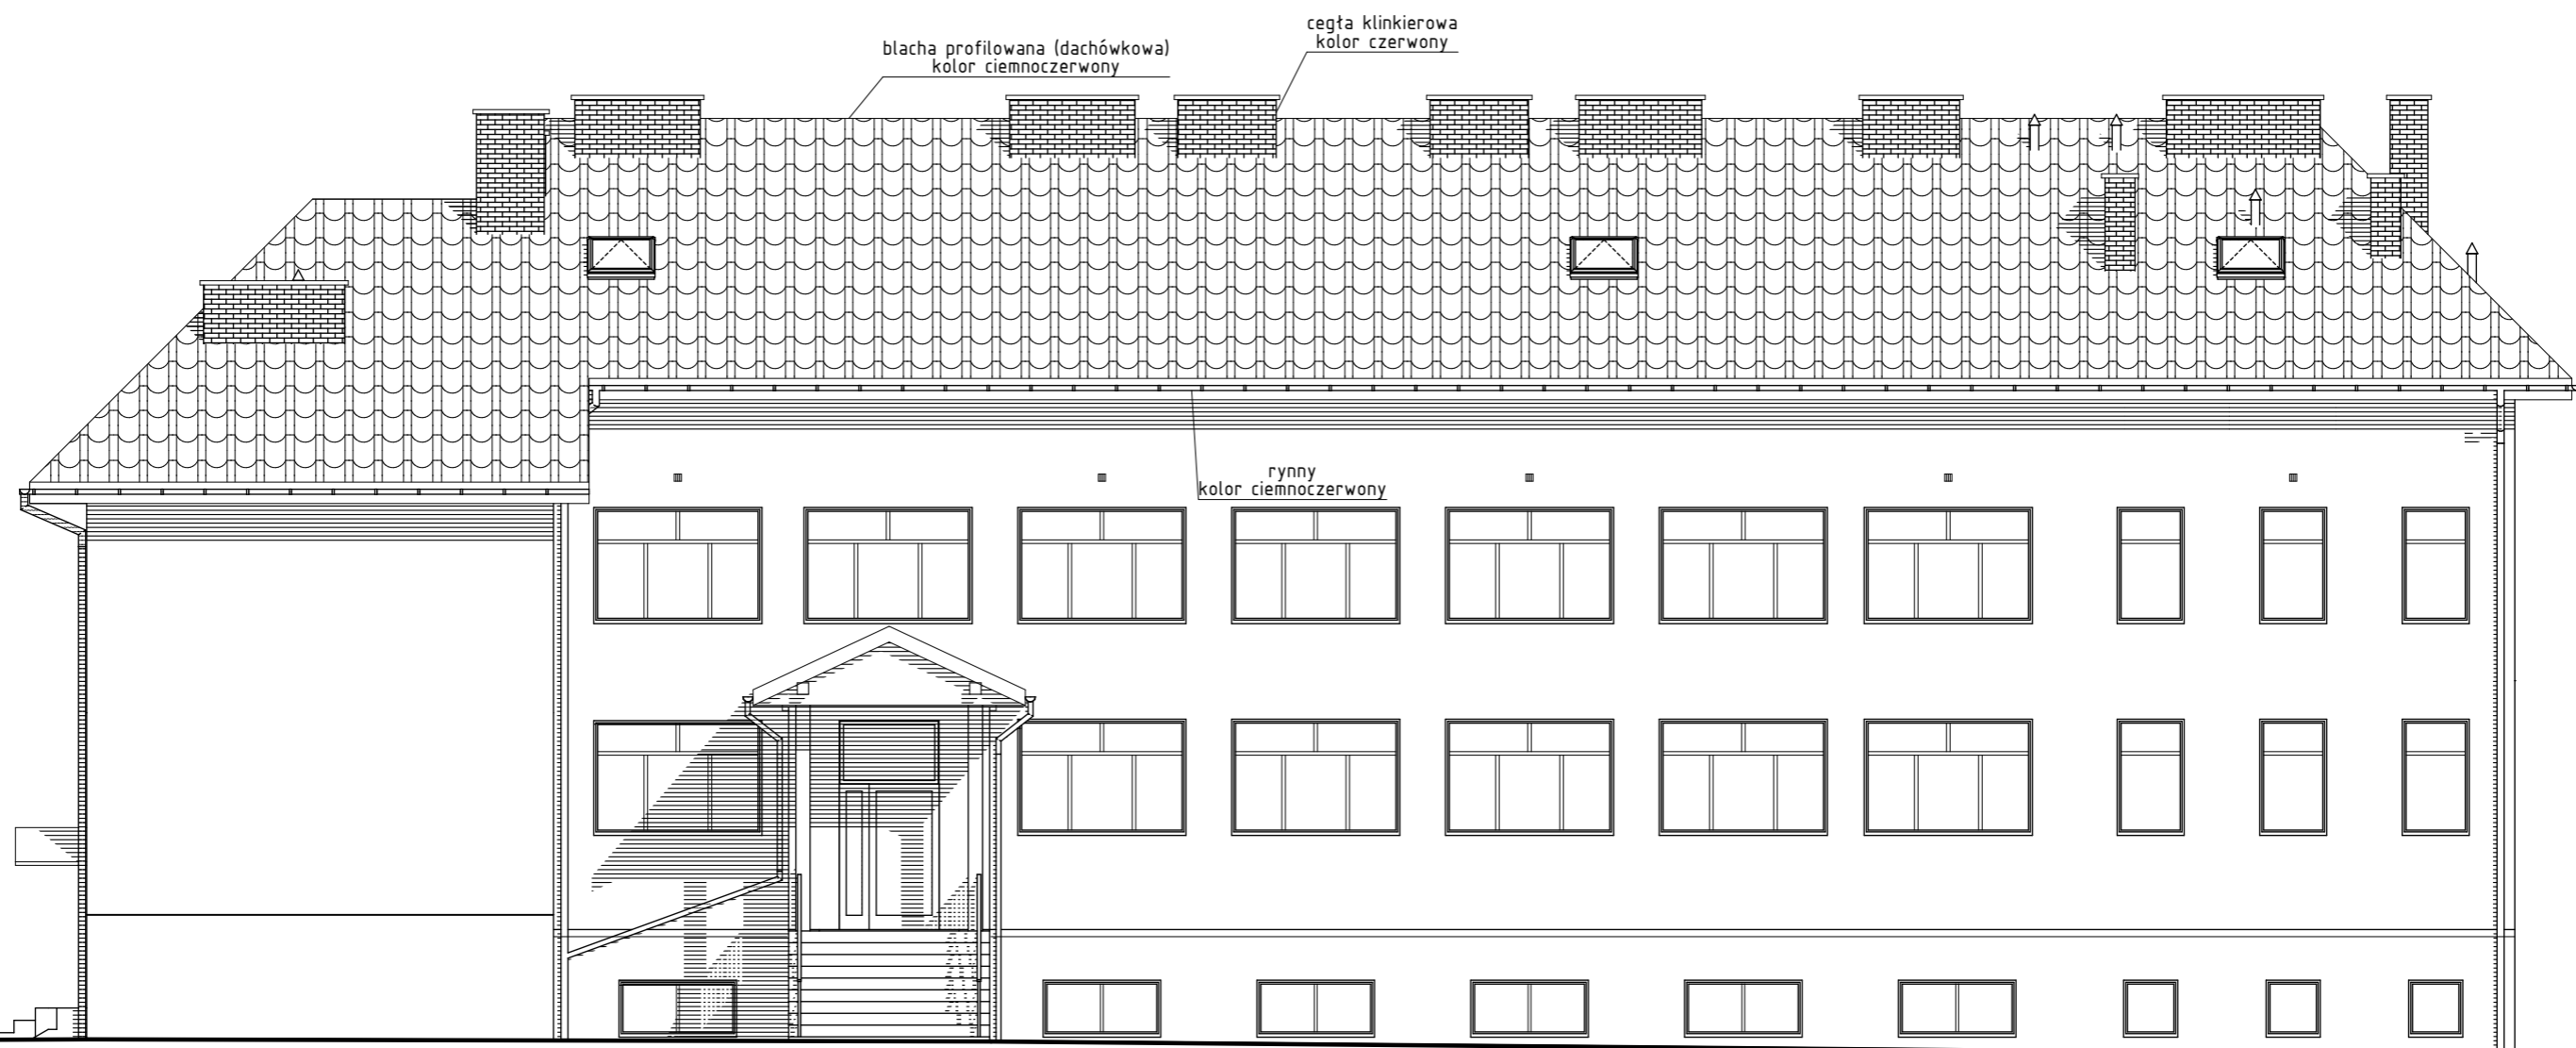 cegła klinkierowa
kolor czerwony
blacha profilowana (dachówkowa)
kolor ciemnoczerwony
rynny
kolor ciemnoczerwony